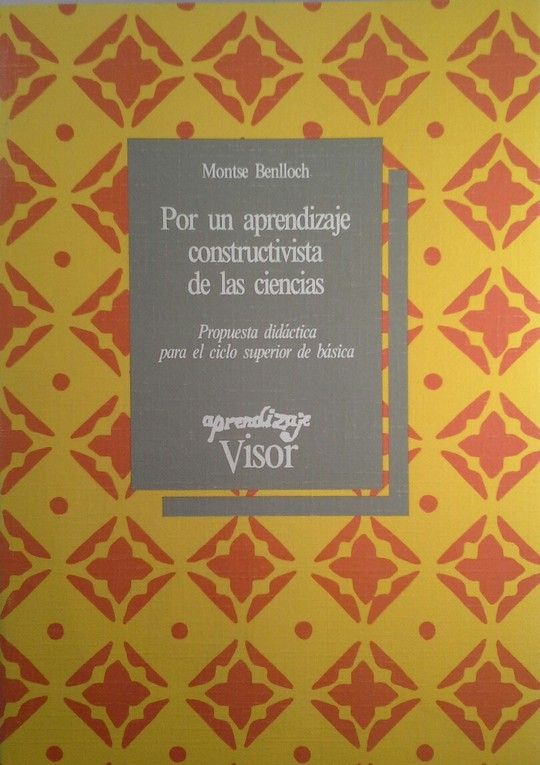 Montse Benlloch
Por un aprendizaje
constructivista
de las ciencias
Propuesta didáctica
para el ciclo superior de básica
aprendizaje
Visor